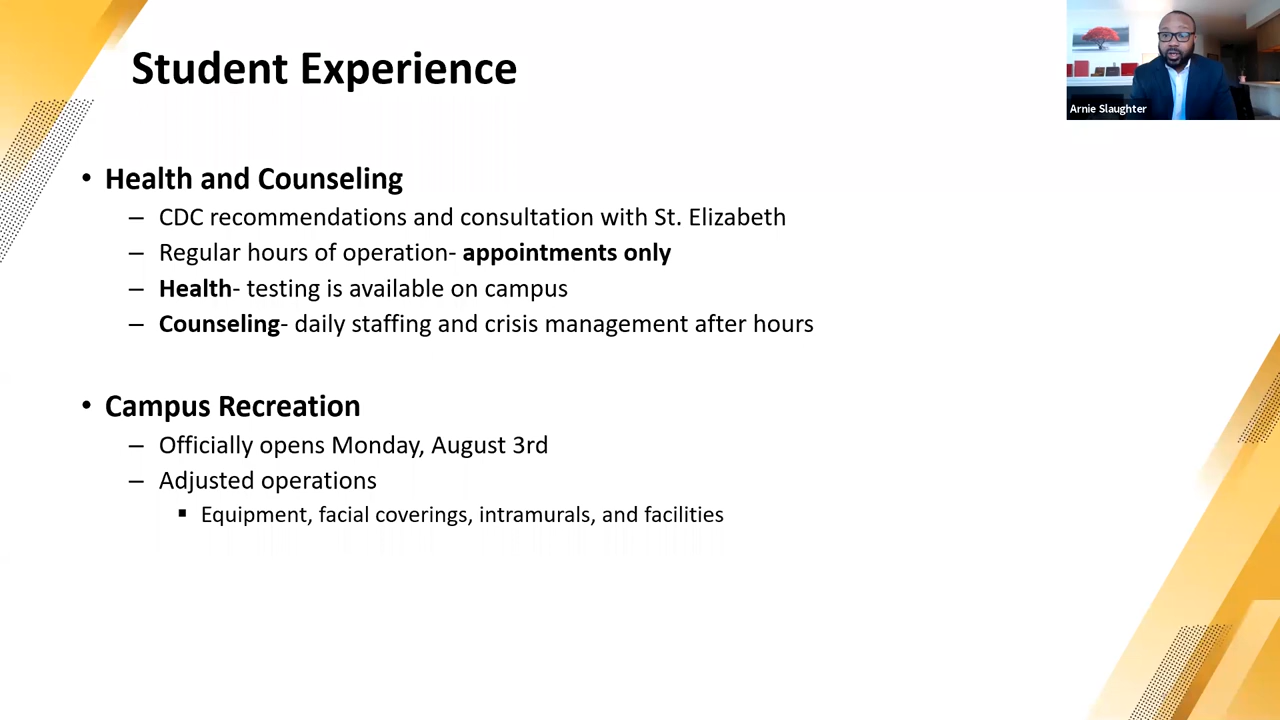 Student Experience
Arnie Slaughter
• Health and Counseling
– CDC recommendations and consultation with St. Elizabeth
– Regular hours of operation- appointments only
– Health- testing is available on campus
– Counseling- daily staffing and crisis management after hours
• Campus Recreation
– Officially opens Monday, August 3rd
– Adjusted operations
▪ Equipment, facial coverings, intramurals, and facilities